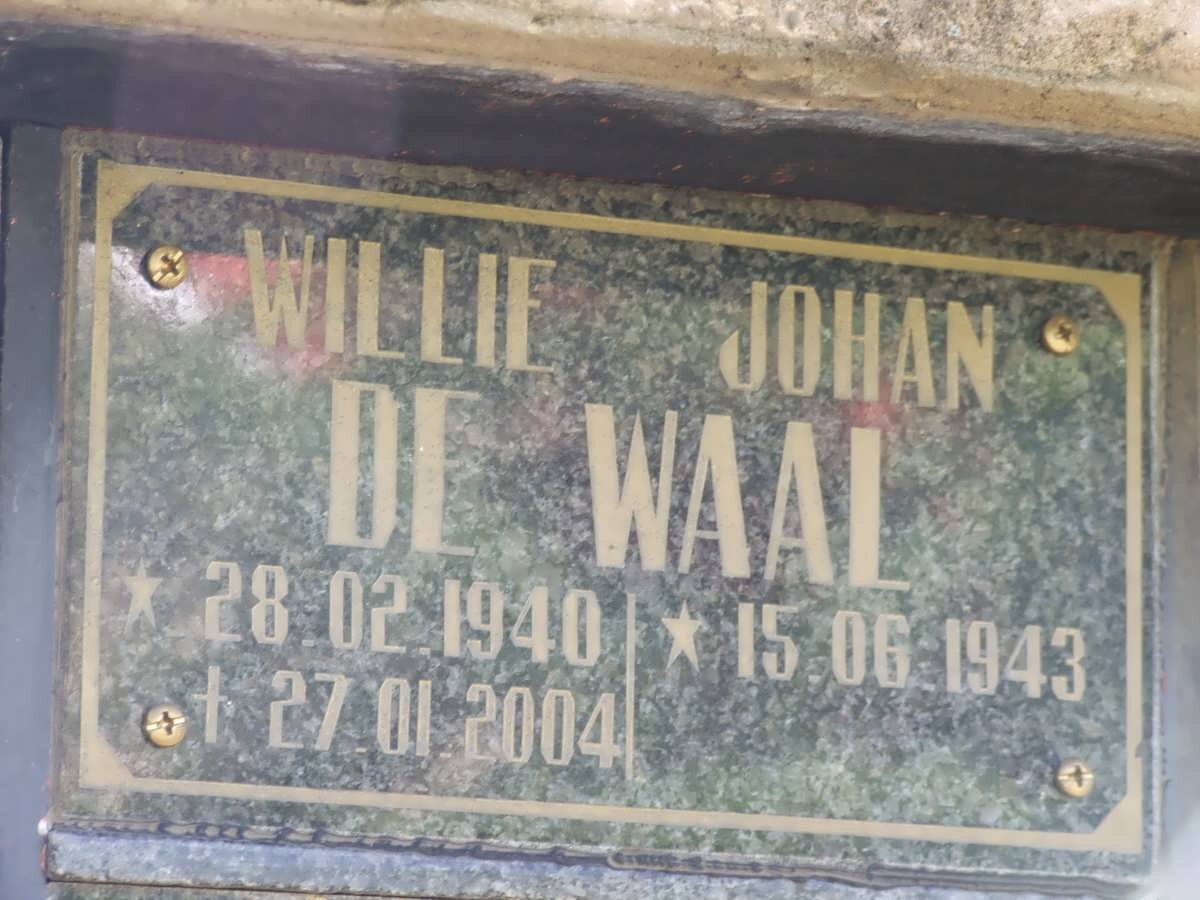 WILLIE JOHAN
DE WAAL
★ 28.02.1940 ★ 15.06.1943
† 27.01.2004